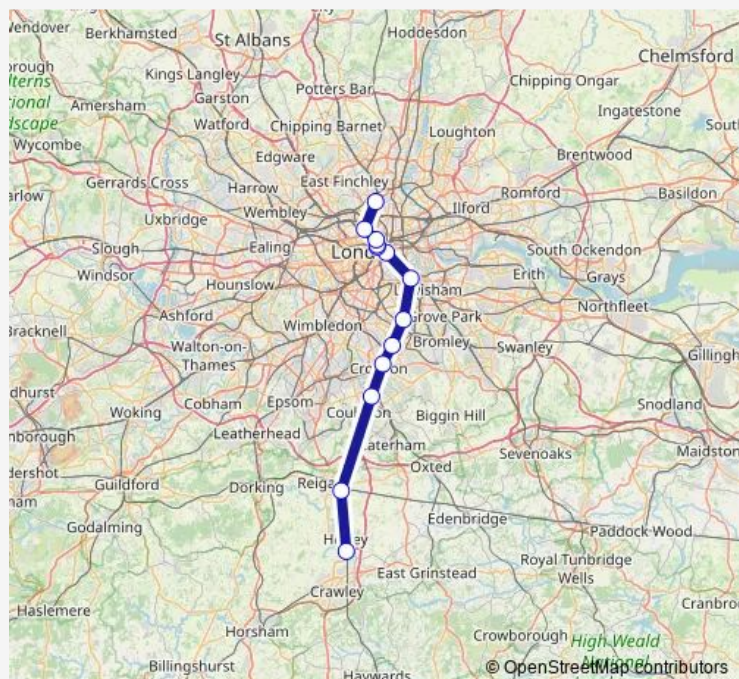 Wendover
Berkhamsted
St Albans
Hoddesdon
Chelmsford
Kings Langley
Potters Bar
Chipping Ongar
Garston
Amersham
Watford
Chipping Barnet
Loughton
Ingatestone
Wycombe
Edgware
Brentwood
Gerrards Cross
Harrow
East Finchley
Romford
Basildon
Wembley
Ilford
Uxbridge
Slough
Ealing
South Ockendon
Windsor
Erith
Grays
Hounslow
Northfleet
Ashford
Wimbledon
Grove Park
Bracknell
Walton-on-
Thames
Bromley
Swanley
Epsom
Snodland
Woking
Cobham
Biggin Hill
Leatherhead
Sevenoaks
Oxted
Guildford
Dorking
Godalming
Edenbridge
Paddock Wood
Royal Tunbridge
Wells
East Grinstead
Crawley
Haslemere
Horsham
Crowborough
High Weald
National
Billingshurst
Haywards
© OpenStreetMap contributors